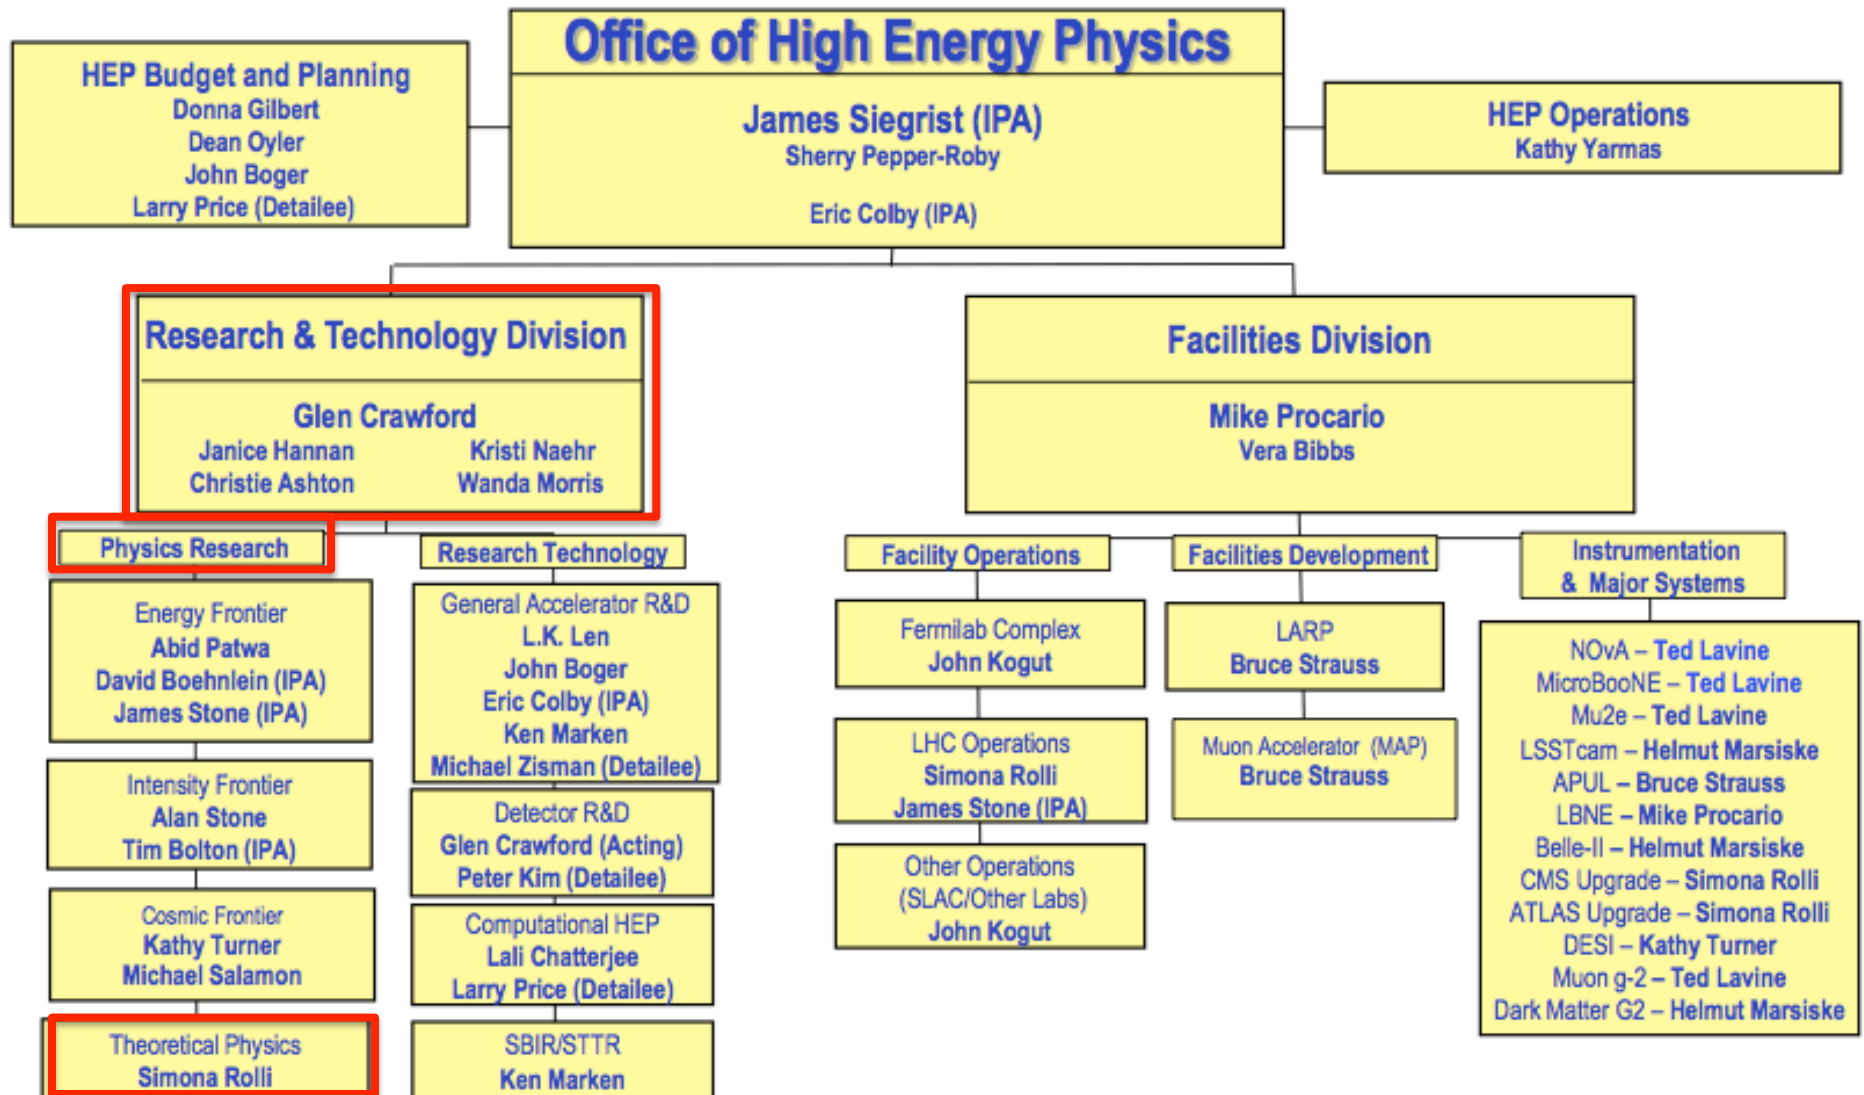 Office of High Energy Physics
James Siegrist (IPA)
Sherry Pepper-Roby
Eric Colby (IPA)
HEP Budget and Planning
Donna Gilbert
Dean Oyler
John Boger
Larry Price (Detailee)
HEP Operations
Kathy Yarmas
Research & Technology Division
Glen Crawford
Janice Hannan Kristi Naehr
Christie Ashton Wanda Morris
Physics Research
Energy Frontier
Abid Patwa
David Boehnlein (IPA)
James Stone (IPA)
Intensity Frontier
Alan Stone
Tim Bolton (IPA)
Cosmic Frontier
Kathy Turner
Michael Salamon
Theoretical Physics
Simona Rolli
Research Technology
General Accelerator R&D
L.K. Len
John Boger
Eric Colby (IPA)
Ken Marken
Michael Zisman (Detailee)
Detector R&D
Glen Crawford (Acting)
Peter Kim (Detailee)
Computational HEP
Lali Chatterjee
Larry Price (Detailee)
SBIR/STTR
Ken Marken
Facilities Division
Mike Procario
Vera Bibbs
Facility Operations
Fermilab Complex
John Kogut
LHC Operations
Simona Rolli
James Stone (IPA)
Other Operations
(SLAC/Other Labs)
John Kogut
Facilities Development
LARP
Bruce Strauss
Muon Accelerator (MAP)
Bruce Strauss
Instrumentation
& Major Systems
NOvA – Ted Lavine
MicroBooNE – Ted Lavine
Mu2e – Ted Lavine
LSSTcam – Helmut Marsiske
APUL – Bruce Strauss
LBNE – Mike Procario
Belle-II – Helmut Marsiske
CMS Upgrade – Simona Rolli
ATLAS Upgrade – Simona Rolli
DESI – Kathy Turner
Muon g-2 – Ted Lavine
Dark Matter G2 – Helmut Marsiske